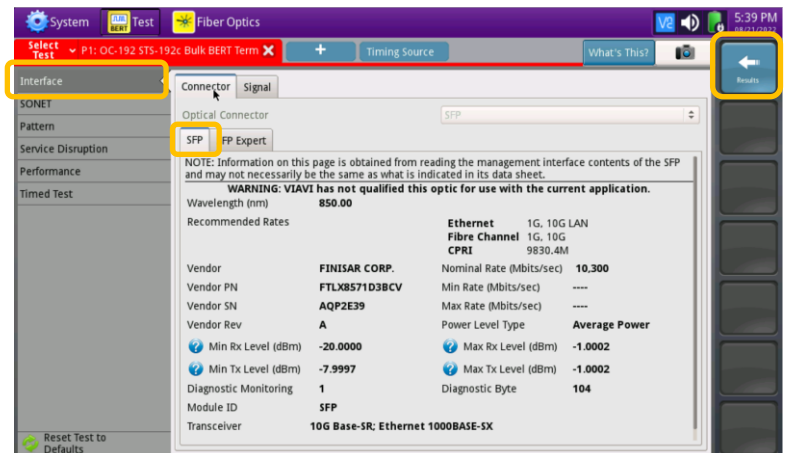 System JUMBERT Test Fiber Optics 5:39 PM
08/21/2022
Select Test P1: OC-192 STS-192c Bulk BERT Term + Timing Source What's This?
Results
Interface
SONET
Pattern
Service Disruption
Performance
Timed Test
Reset Test to Defaults
Connector Signal
Optical Connector SFP
SFP FP Expert
NOTE: Information on this page is obtained from reading the management interface contents of the SFP
and may not necessarily be the same as what is indicated in its data sheet.
WARNING: VIAVI has not qualified this optic for use with the current application.
Wavelength (nm) 850.00
Recommended Rates Ethernet 1G, 10G LAN
Fibre Channel 1G, 10G
CPRI 9830.4M
Vendor FINISAR CORP. Nominal Rate (Mbits/sec) 10,300
Vendor PN FTLX8571D3BCV Min Rate (Mbits/sec) ----
Vendor SN AQP2E39 Max Rate (Mbits/sec) ----
Vendor Rev A Power Level Type Average Power
Min Rx Level (dBm) -20.0000 Max Rx Level (dBm) -1.0002
Min Tx Level (dBm) -7.9997 Max Tx Level (dBm) -1.0002
Diagnostic Monitoring 1 Diagnostic Byte 104
Module ID SFP
Transceiver 10G Base-SR; Ethernet 1000BASE-SX